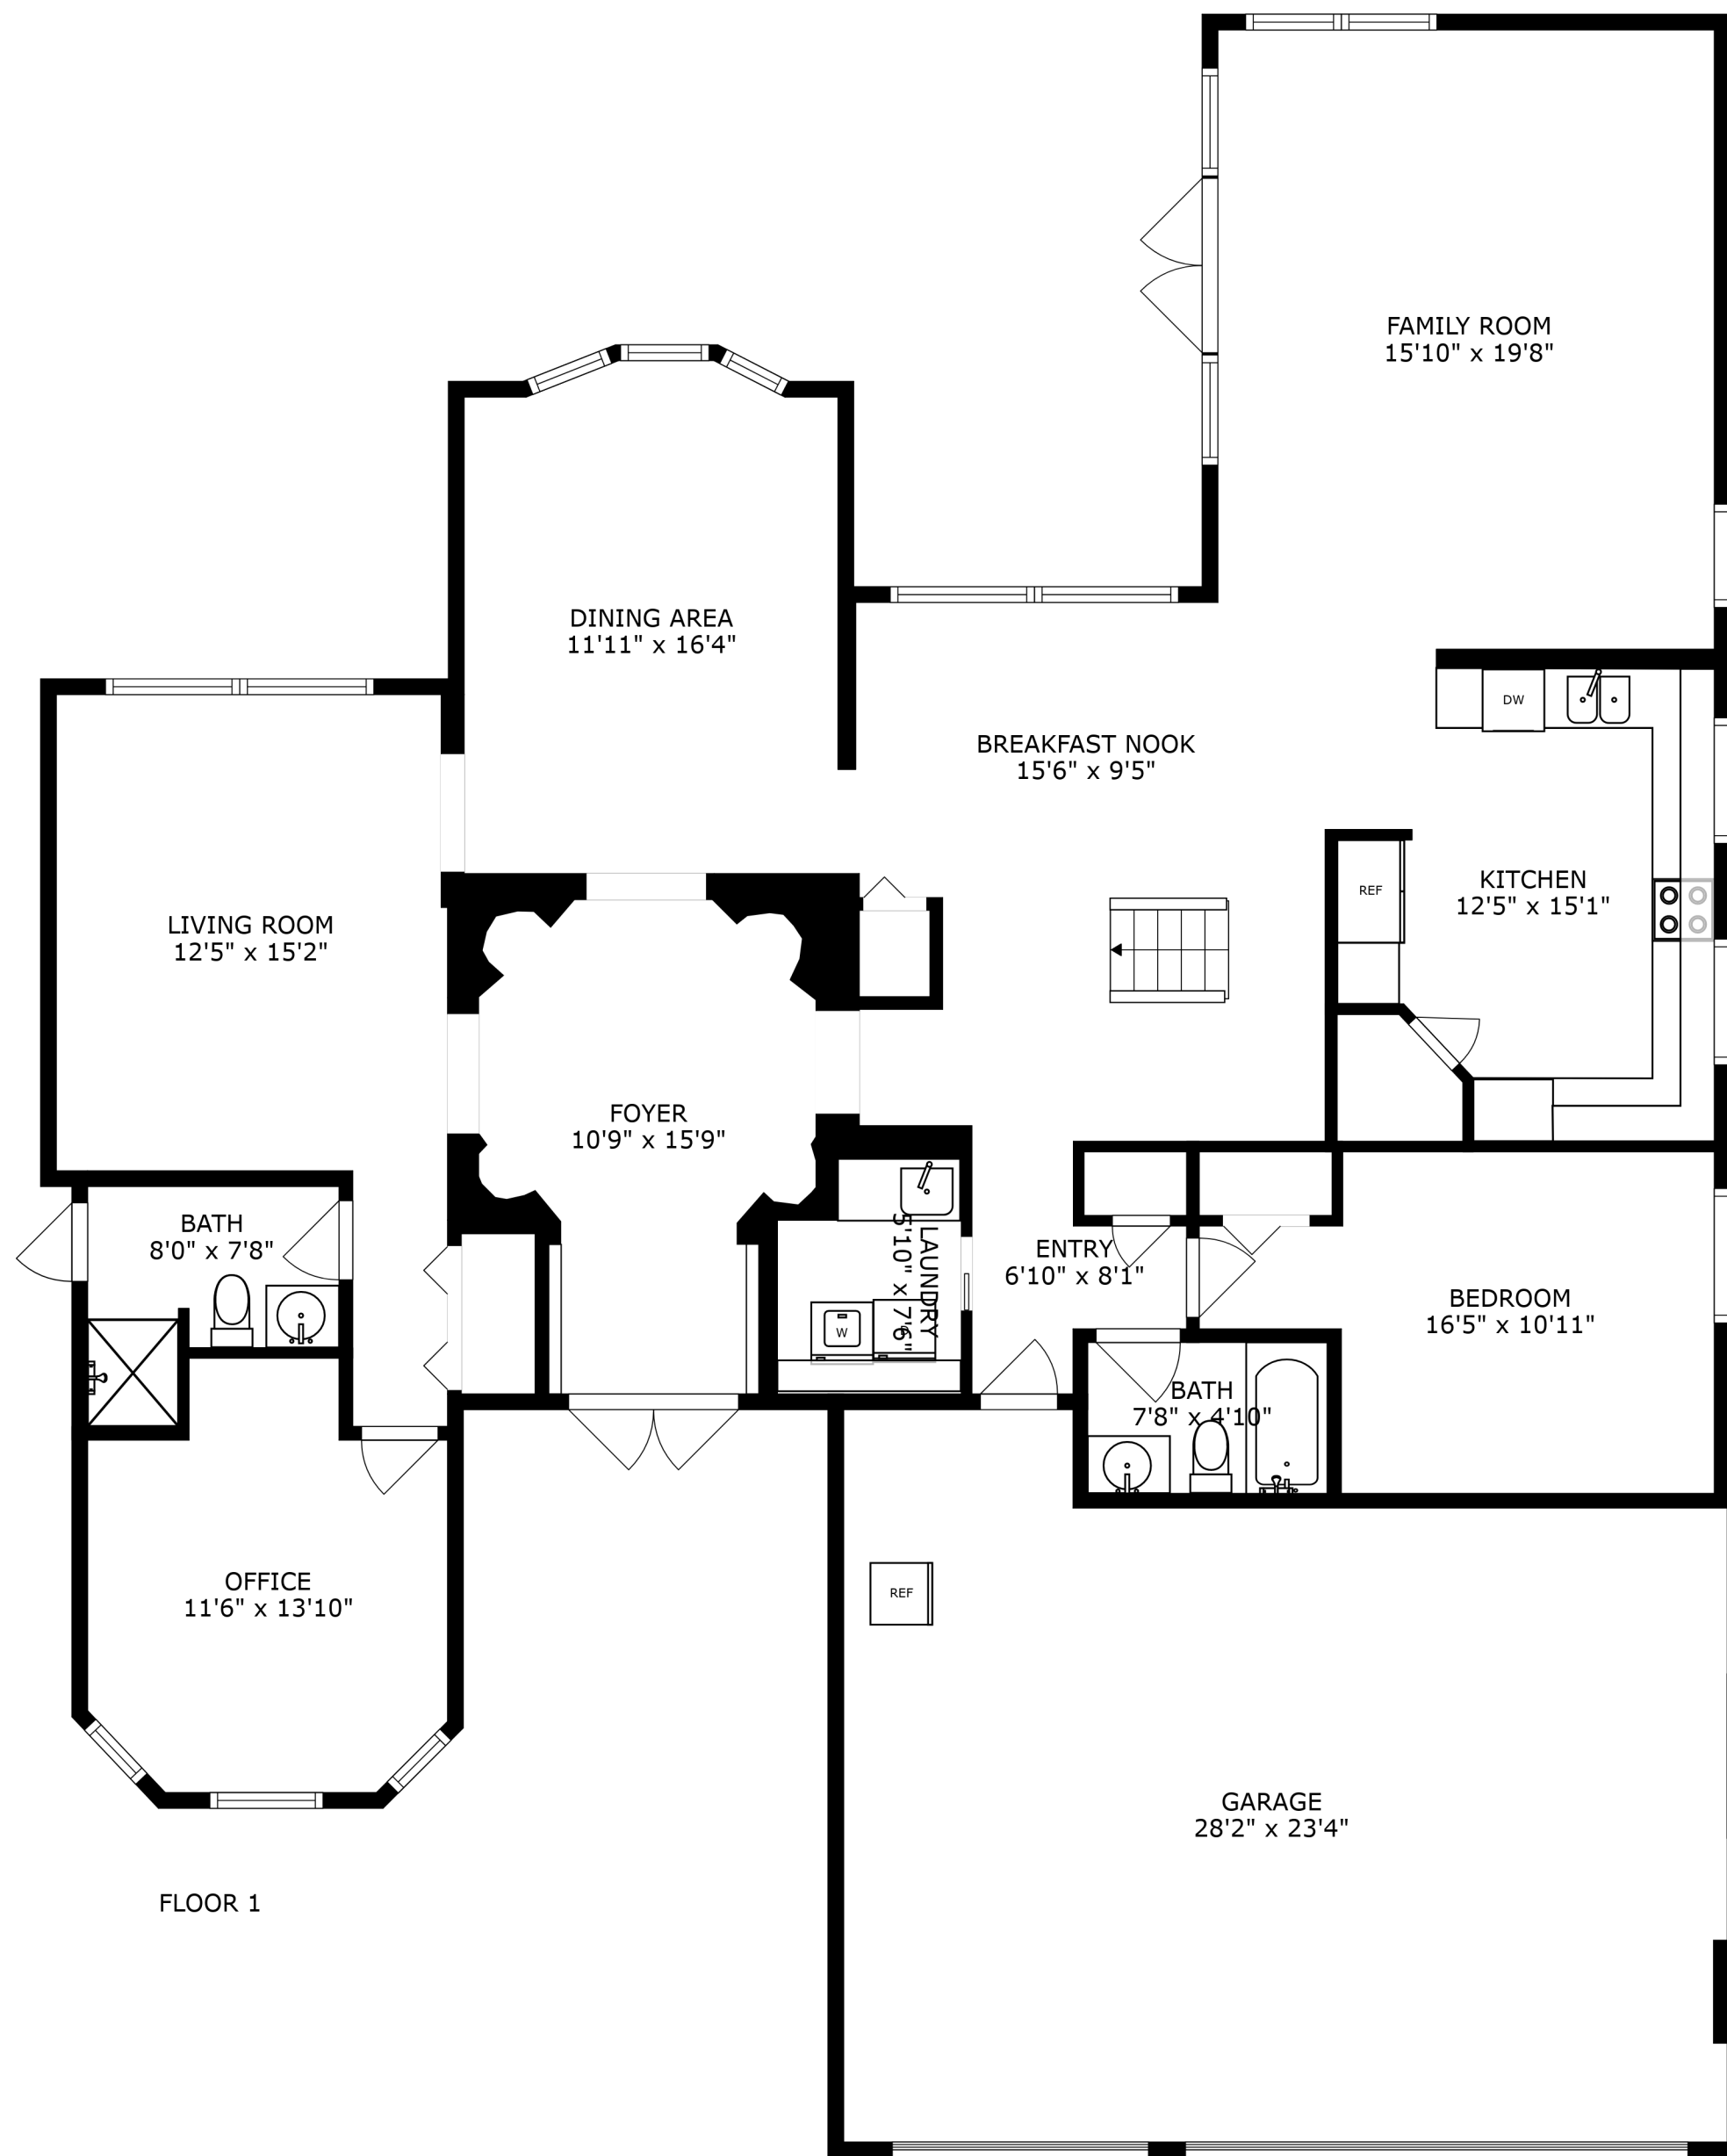 FAMILY ROOM
15'10" x 19'8"
DINING AREA
11'11" x 16'4"
BREAKFAST NOOK
15'6" x 9'5"
DW
KITCHEN
12'5" x 15'1"
REF
LIVING ROOM
12'5" x 15'2"
FOYER
10'9" x 15'9"
BATH
8'0" x 7'8"
LAUNDRY
5'10" x 7'6"
W
D
ENTRY
6'10" x 8'1"
BEDROOM
16'5" x 10'11"
BATH
7'8" x 4'10"
OFFICE
11'6" x 13'10"
REF
GARAGE
28'2" x 23'4"
FLOOR 1